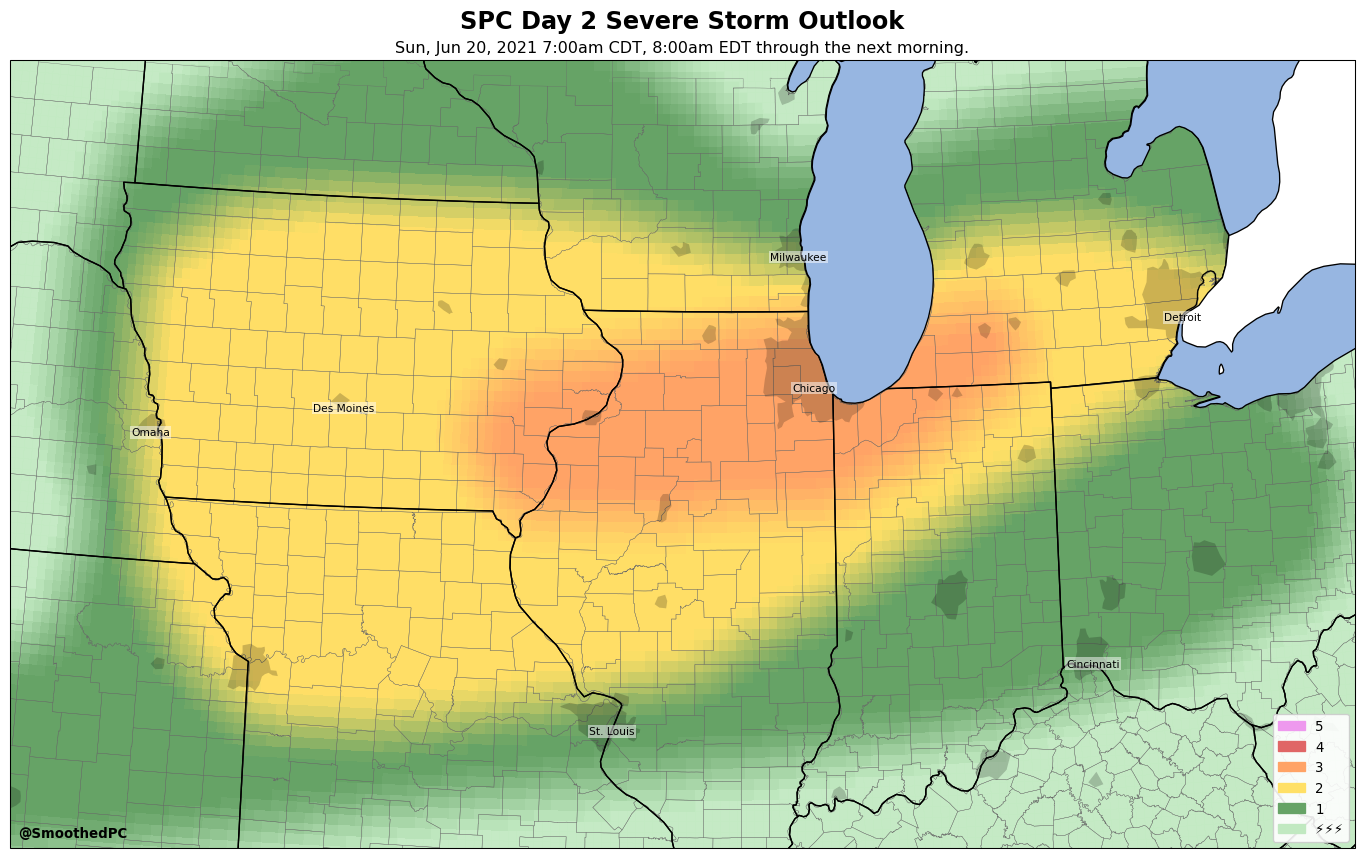 SPC Day 2 Severe Storm Outlook
Sun, Jun 20, 2021 7:00am CDT, 8:00am EDT through the next morning.
Milwaukee
Detroit
Chicago
Des Moines
Omaha
Cincinnati
St. Louis
5
4
3
2
1
⚡⚡⚡
@SmoothedPC